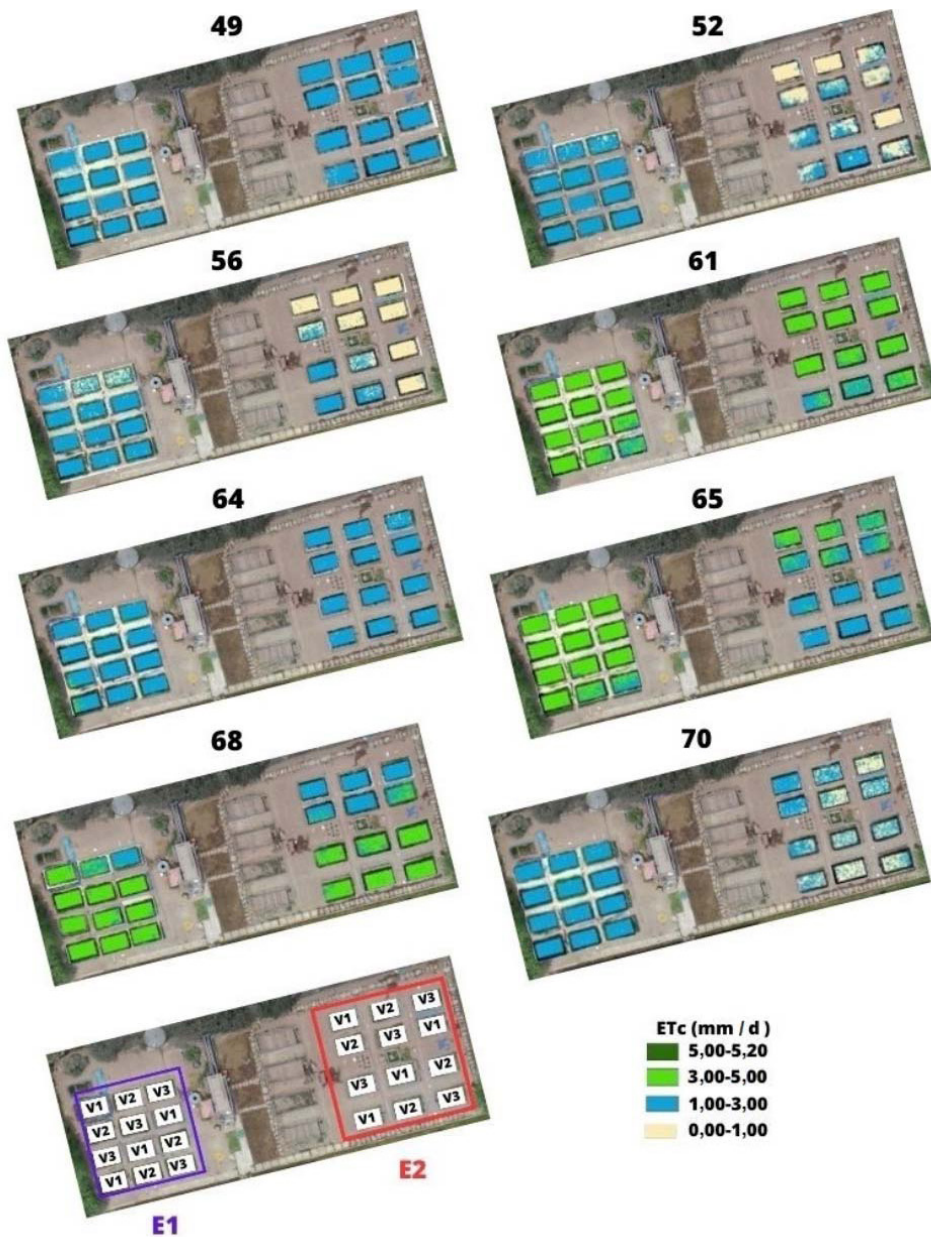 49 52
56 61
64 65
68 70
V1 V2 V3
V2 V3 V1
V3 V1 V2
V1 V2 V3
E1
V1 V2 V3
V2 V3 V1
V3 V1 V2
V1 V2 V3
E2
ETc (mm / d )
5,00-5,20
3,00-5,00
1,00-3,00
0,00-1,00